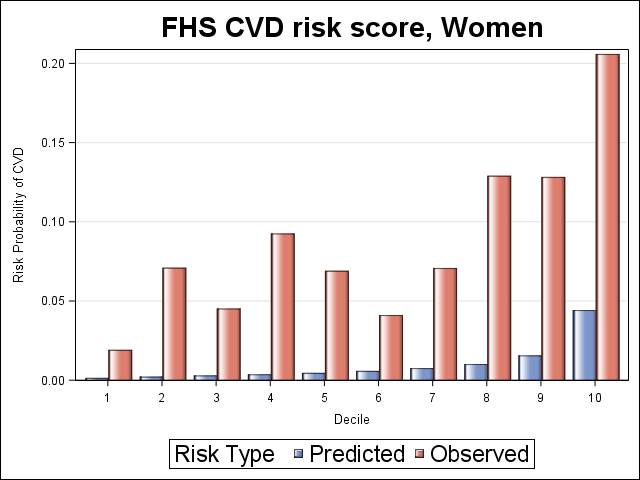 FHS CVD risk score, Women
0.20
0.15
0.10
0.05
0.00
Risk Probability of CVD
1 2 3 4 5 6 7 8 9 10
Decile
Risk Type Predicted Observed